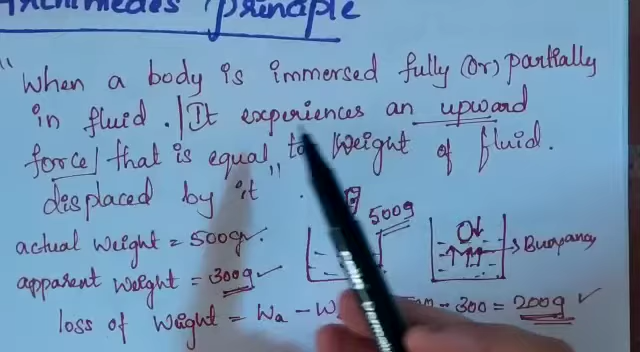 Archimedes' principle
"When a body is immersed fully (or) partially
in fluid. It experiences an upward
force that is equal to weight of fluid.
displaced by it"
500g
actual weight = 500g
apparent weight = 300g
Buoyancy
loss of weight = Wa - W - 300 = 200g